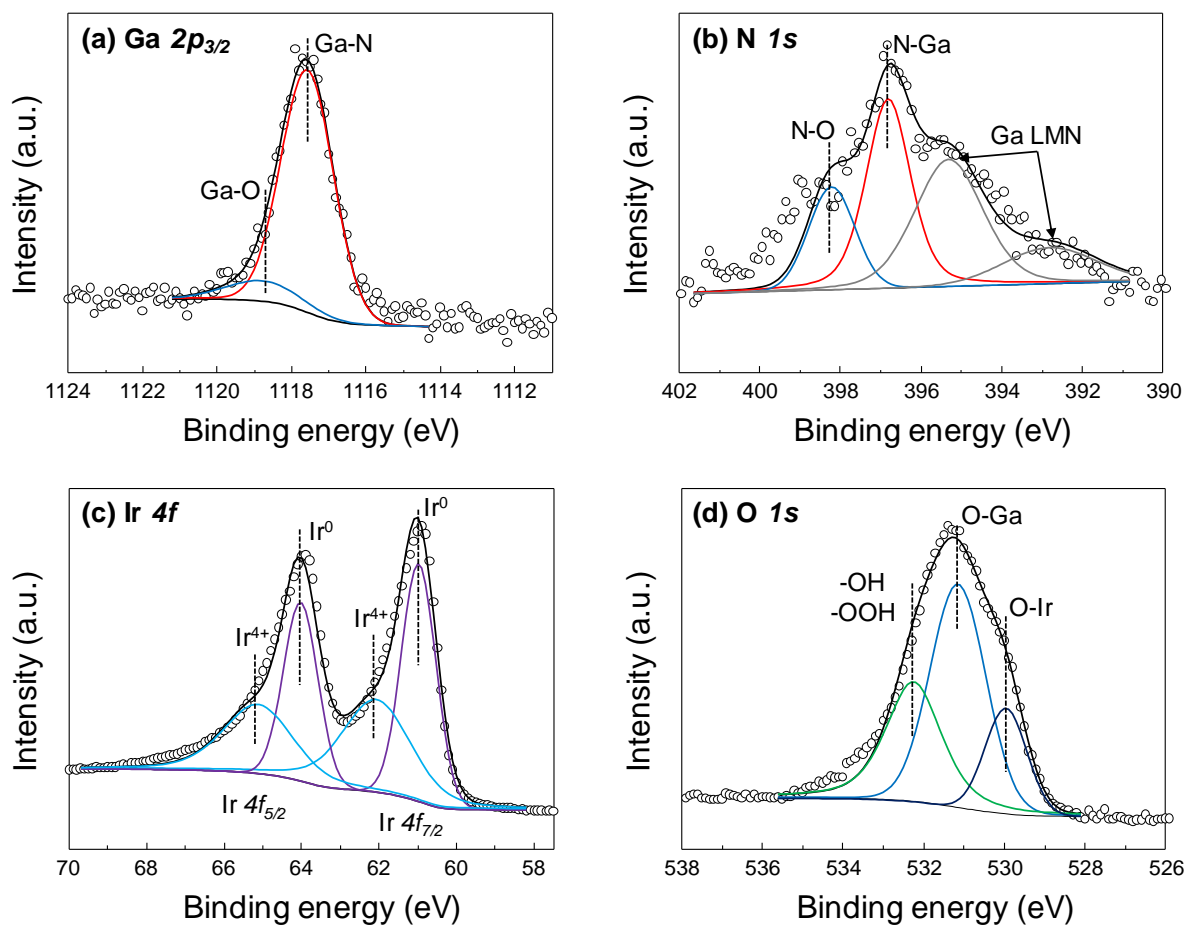 (a) Ga 2p3/2
Ga-N
Ga-O
Intensity (a.u.)
1124 1122 1120 1118 1116 1114 1112
Binding energy (eV)
(b) N 1s
N-Ga
N-O
Ga LMN
Intensity (a.u.)
402 400 398 396 394 392 390
Binding energy (eV)
(c) Ir 4f
Ir⁰
Ir⁰
Ir⁴⁺
Ir⁴⁺
Ir 4f5/2
Ir 4f7/2
Intensity (a.u.)
70 68 66 64 62 60 58
Binding energy (eV)
(d) O 1s
O-Ga
-OH
-OOH
O-Ir
Intensity (a.u.)
538 536 534 532 530 528 526
Binding energy (eV)